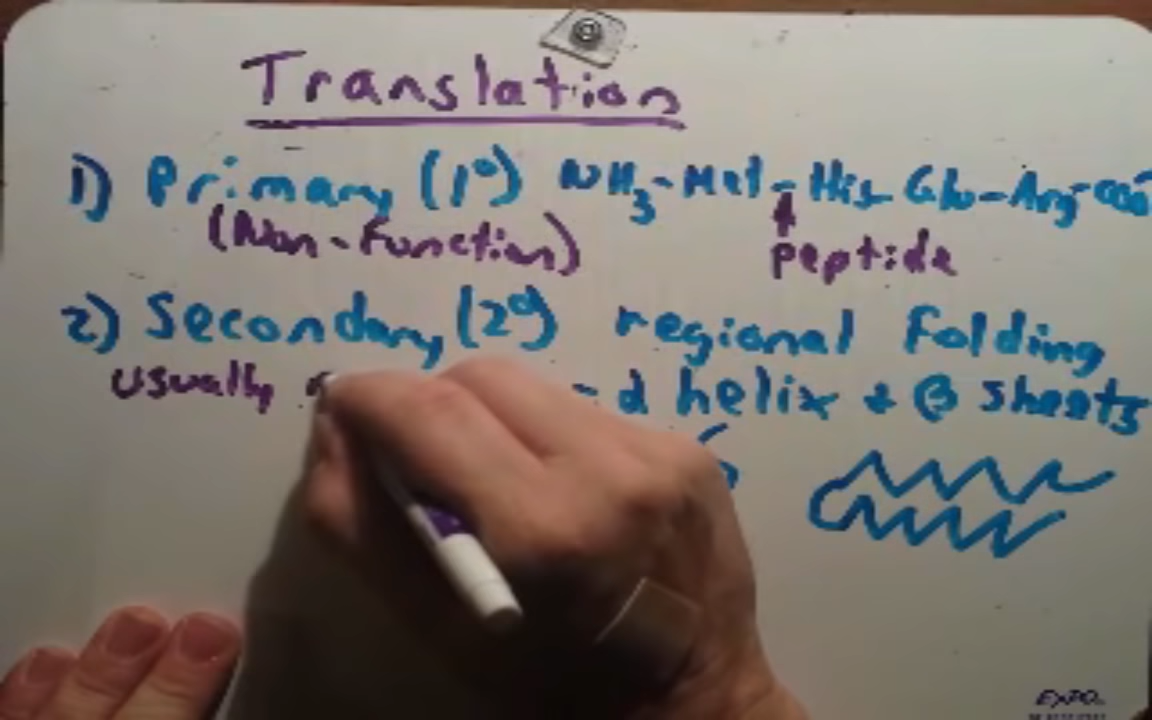 Translation
1) Primary (1°) NH3-Met-His-Glu-Arg-COO-
(Non-Function)
peptide
2) Secondary (2°) regional Folding
usually
- α helix + β sheets
EXPO